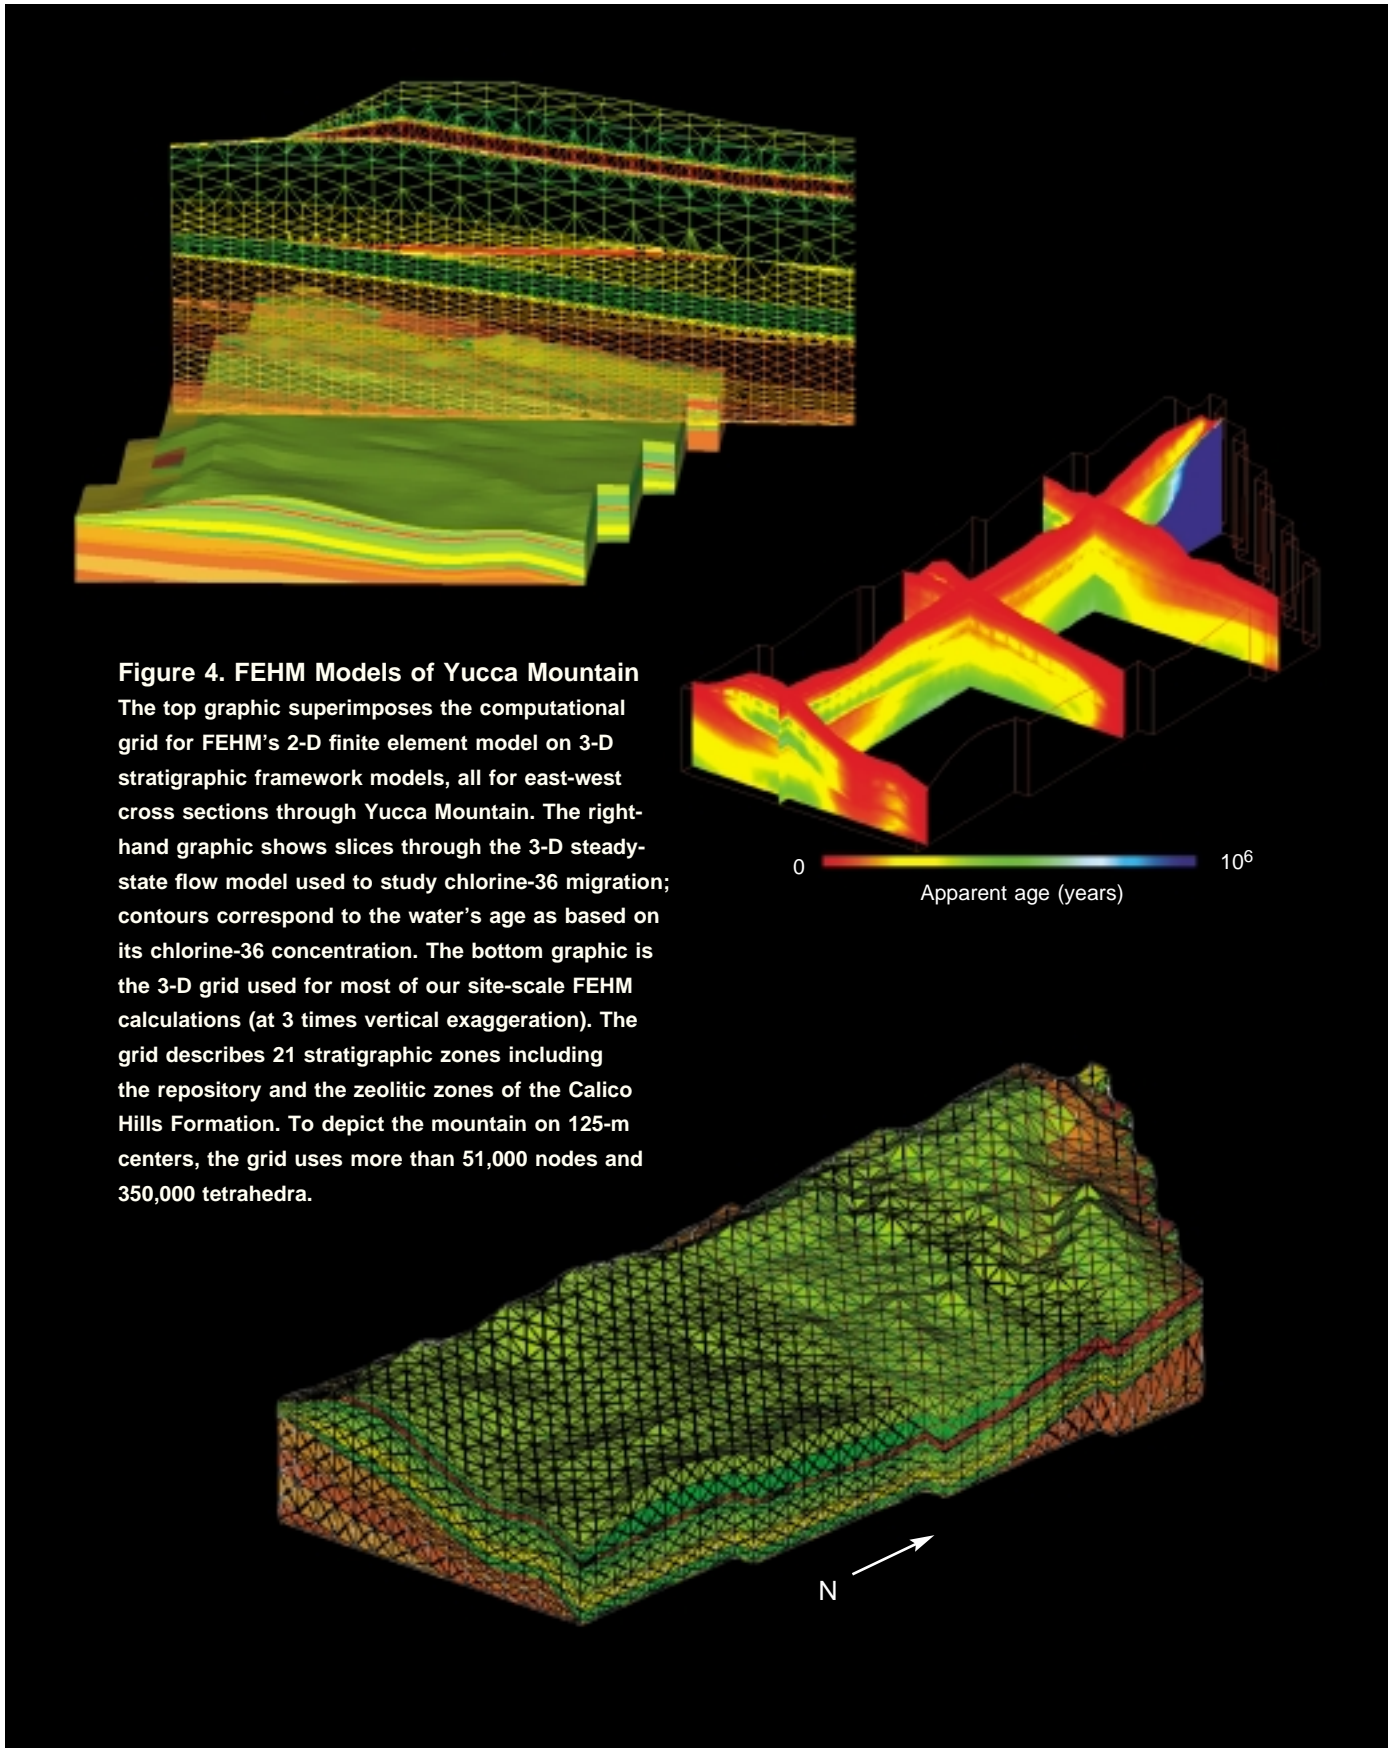 Figure 4. FEHM Models of Yucca Mountain
The top graphic superimposes the computational
grid for FEHM's 2-D finite element model on 3-D
stratigraphic framework models, all for east-west
cross sections through Yucca Mountain. The right-
hand graphic shows slices through the 3-D steady-
state flow model used to study chlorine-36 migration;
contours correspond to the water's age as based on
its chlorine-36 concentration. The bottom graphic is
the 3-D grid used for most of our site-scale FEHM
calculations (at 3 times vertical exaggeration). The
grid describes 21 stratigraphic zones including
the repository and the zeolitic zones of the Calico
Hills Formation. To depict the mountain on 125-m
centers, the grid uses more than 51,000 nodes and
350,000 tetrahedra.
0 10⁶
Apparent age (years)
N